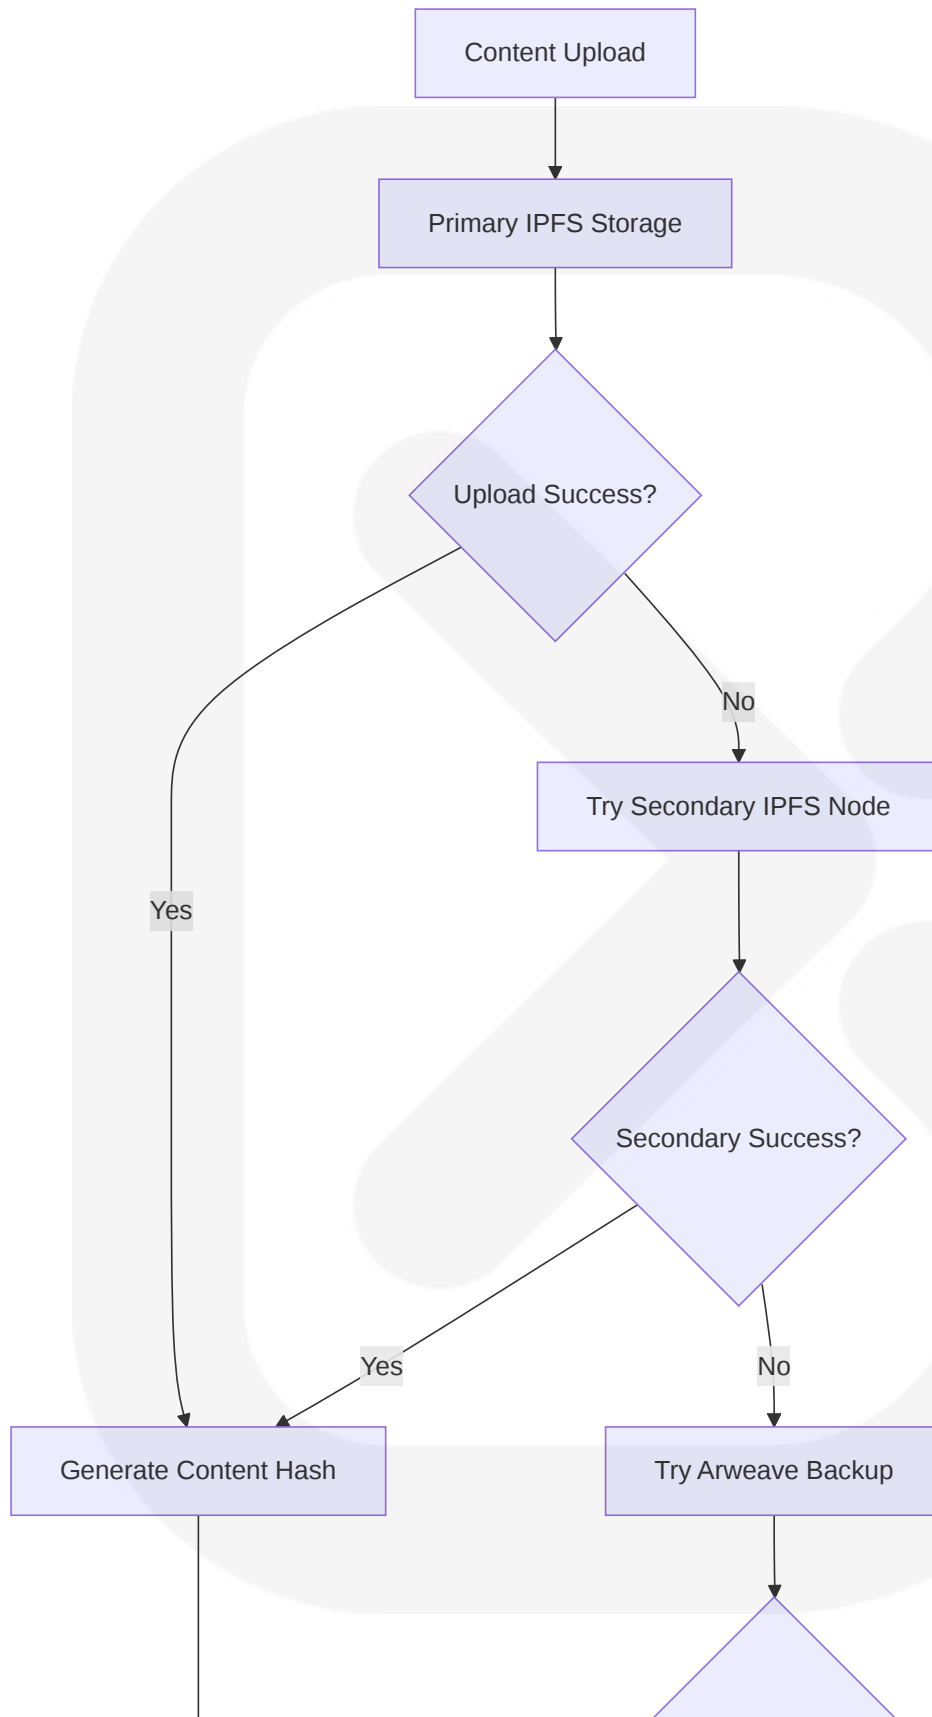 Content Upload
Primary IPFS Storage
Upload Success?
No
Try Secondary IPFS Node
Yes
Secondary Success?
Yes
No
Generate Content Hash
Try Arweave Backup